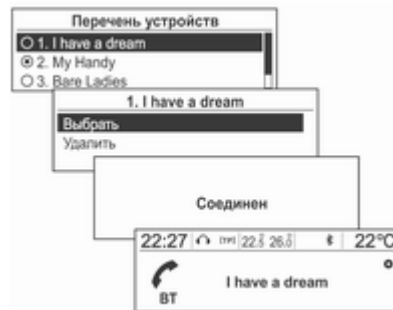 Перечень устройств
1. I have a dream
2. My Handy
3. Bare Ladies
1. I have a dream
Выбрать
Удалить
Соединен
22:27 [TP] 22.5 26.0 22°C
I have a dream
BT